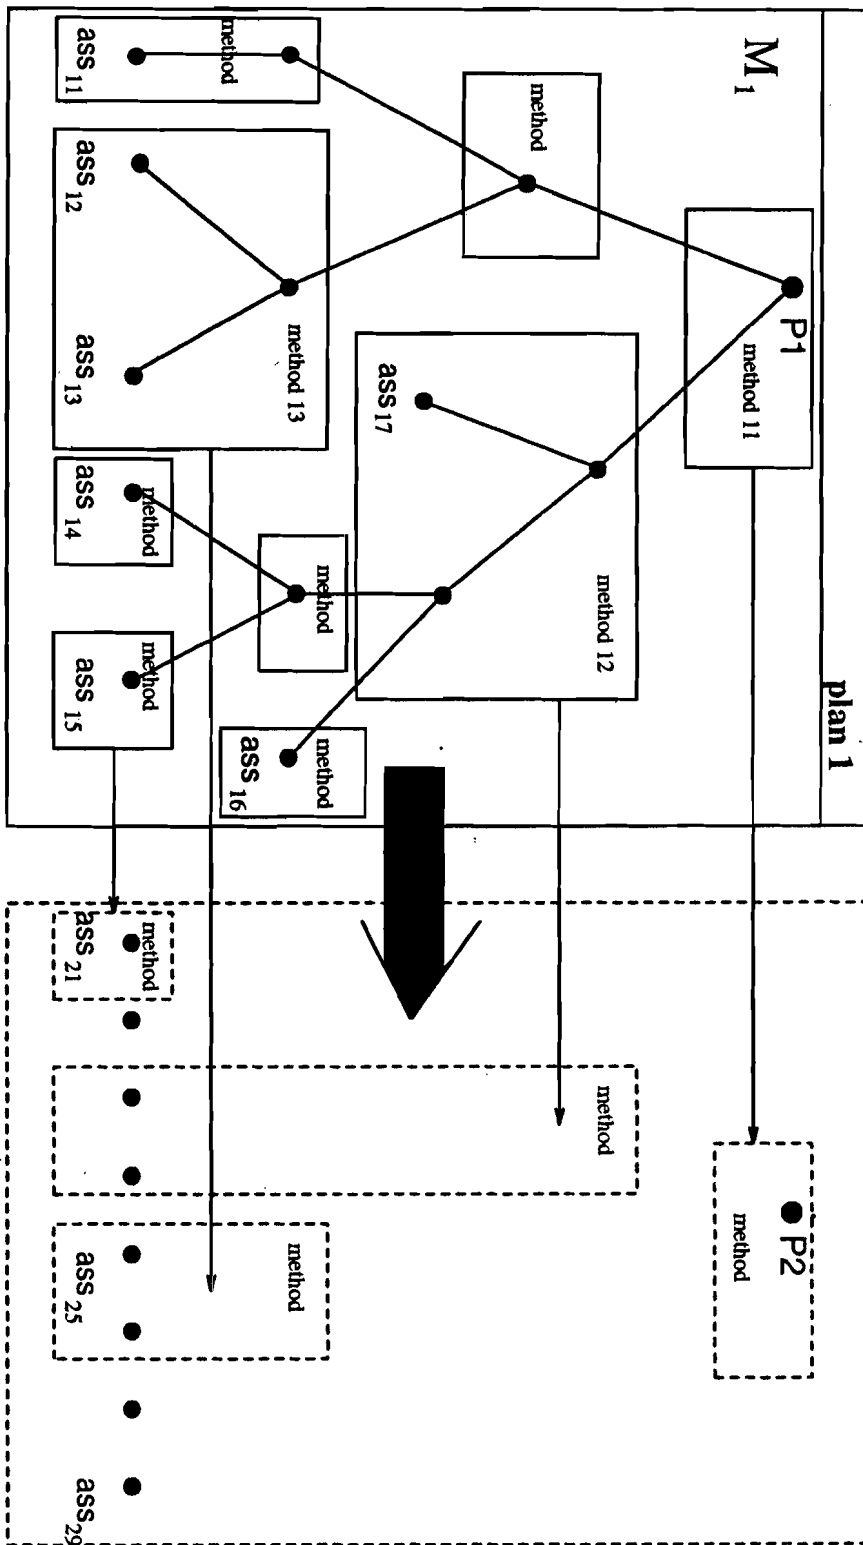 plan 1
M1
P1
method 11
method
method 12
ass17
method
method 13
method
method
ass11
ass12
ass13
method
ass14
method
ass15
method
ass16
P2
method
method
method
method
ass21
ass25
ass29